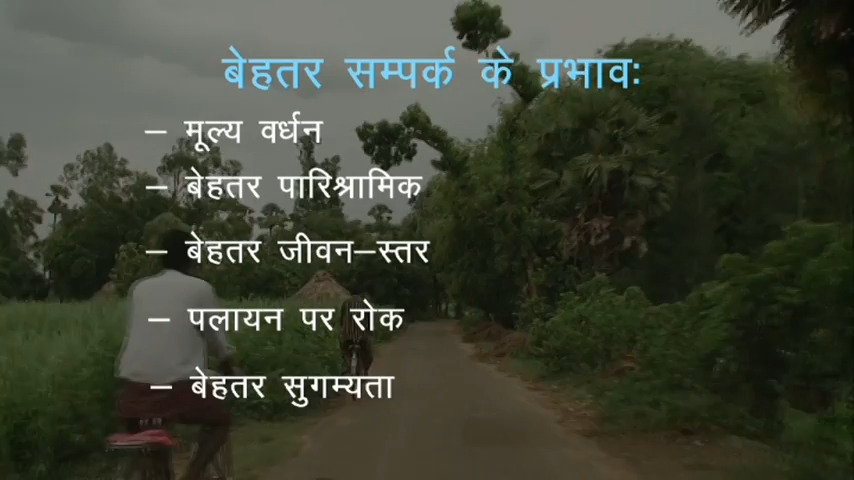 बेहतर सम्पर्क के प्रभावः
– मूल्य वर्धन
– बेहतर पारिश्रामिक
– बेहतर जीवन–स्तर
– पलायन पर रोक
– बेहतर सुगम्यता